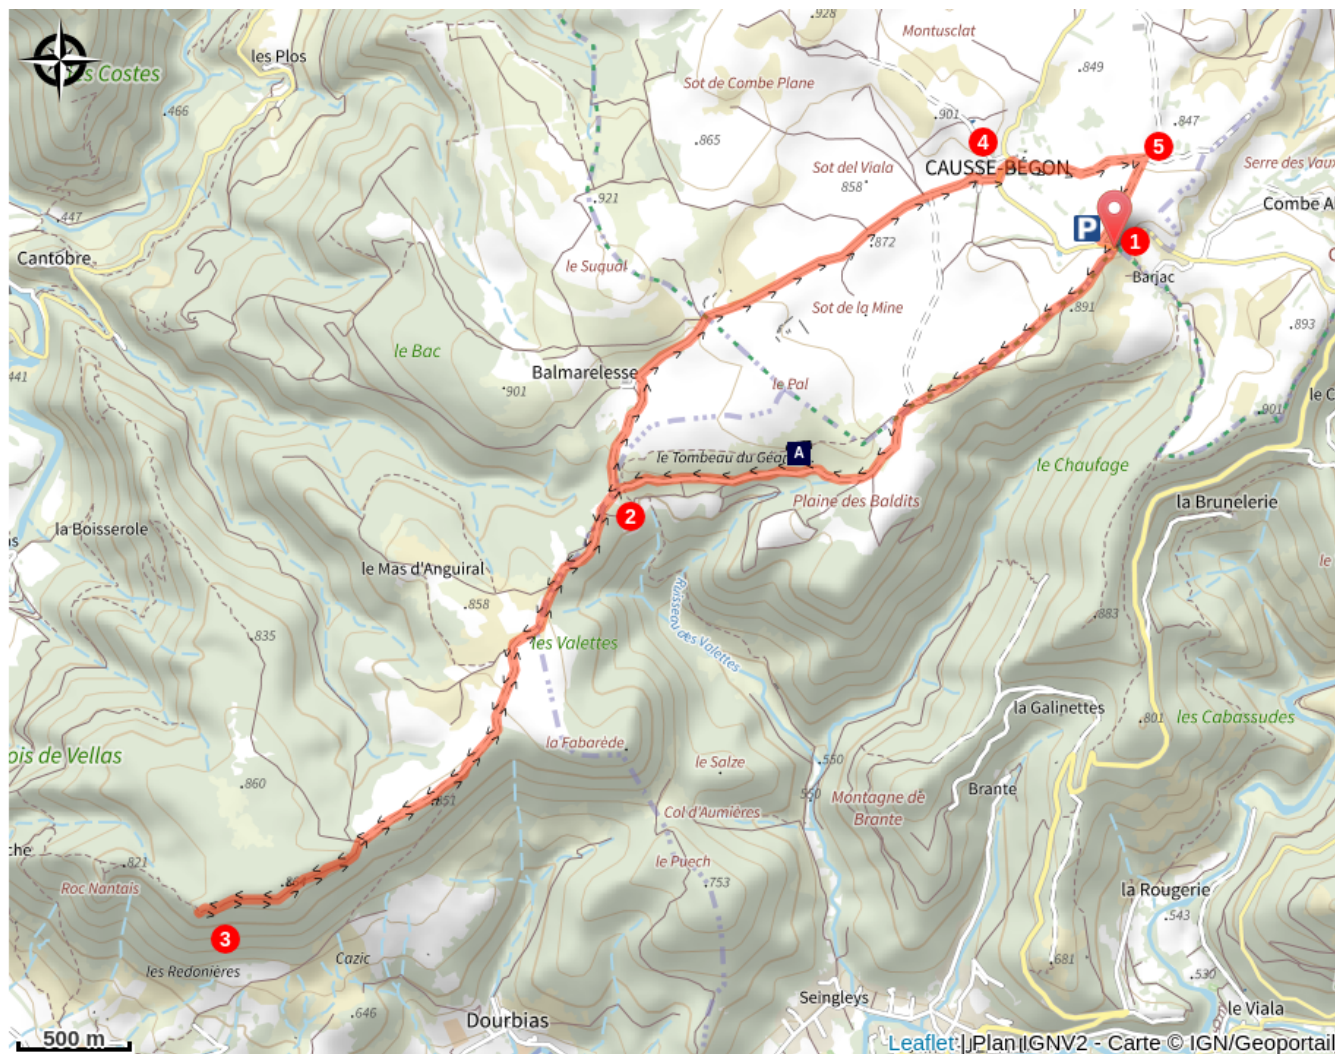 .928
Montusclat
les Plos
s Costes
.849
Sot de Combe Plane
.466
.901
.847
4
5
.865
CAUSSE-BÉGON
Serre des Vaux
Sot del Viala
858
.921
Combe A
.447
P
1
.872
Cantobre
le Suquet
Barjac
Sot de la Mine
.891
.893
le Bac
441
Balmarelesse
le Pal
.901
le C
.901
A
le Tombeau du Géa
le Chaufage
Plaine des Baldits
la Brunelerie
2
la Boisserole
as
le Mas d'Anguiral
le
Ruisseau des Valettes
.858
.883
.835
les Valettes
la Galinettes
.801
les Cabassudes
la Fabarède
ois de Vellas
le Salze
.550
.860
Brante
550
Montagne de
Brante
.851
Col d'Aumières
che
.821
le Puech
Roc Nantais
.753
la Rougerie
.543
3
Cazic
.681
les Redonières
.530
Seingleys
.646
le Viala
Dourbias
500 m
Leaflet | Plan IGNV2 - Carte © IGN/Geoportail